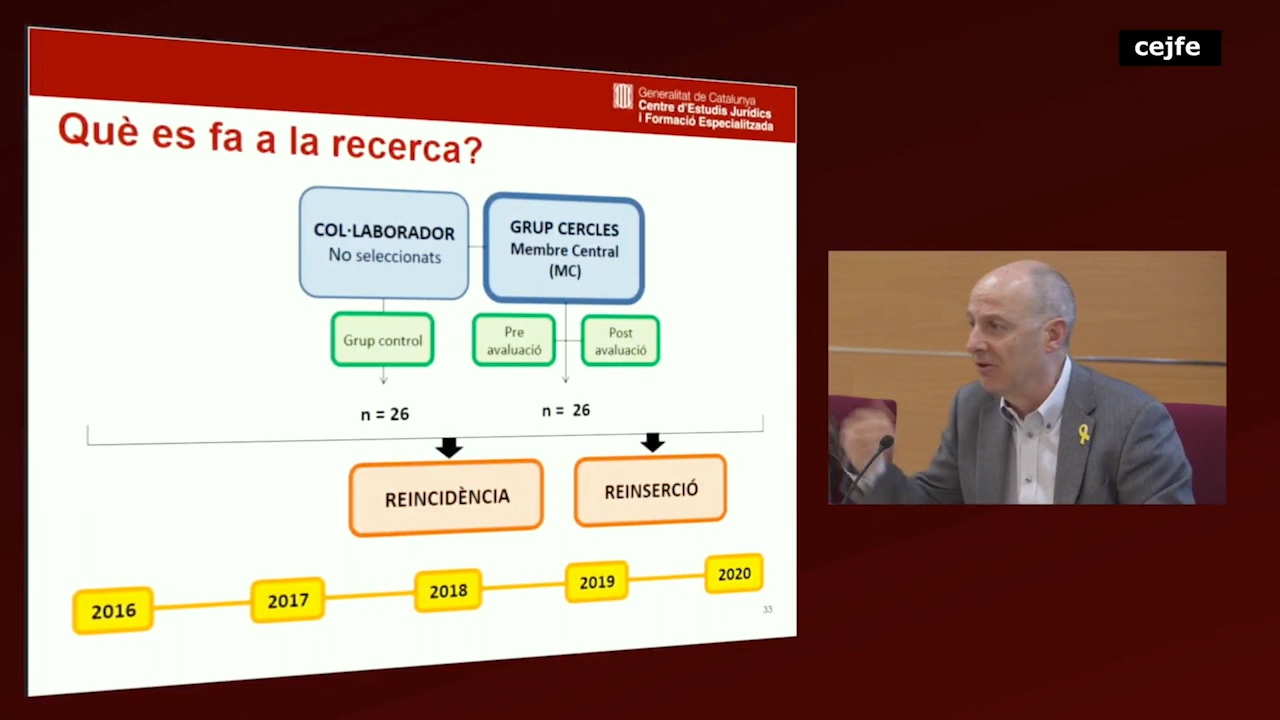 cejfe
Generalitat de Catalunya
Centre d'Estudis Jurídics
i Formació Especialitzada
Què es fa a la recerca?
COL·LABORADOR
No seleccionats
GRUP CERCLES
Membre Central
(MC)
Grup control
Pre
avaluació
Post
avaluació
n = 26
n = 26
REINCIDÈNCIA
REINSERCIÓ
2016
2017
2018
2019
2020
33